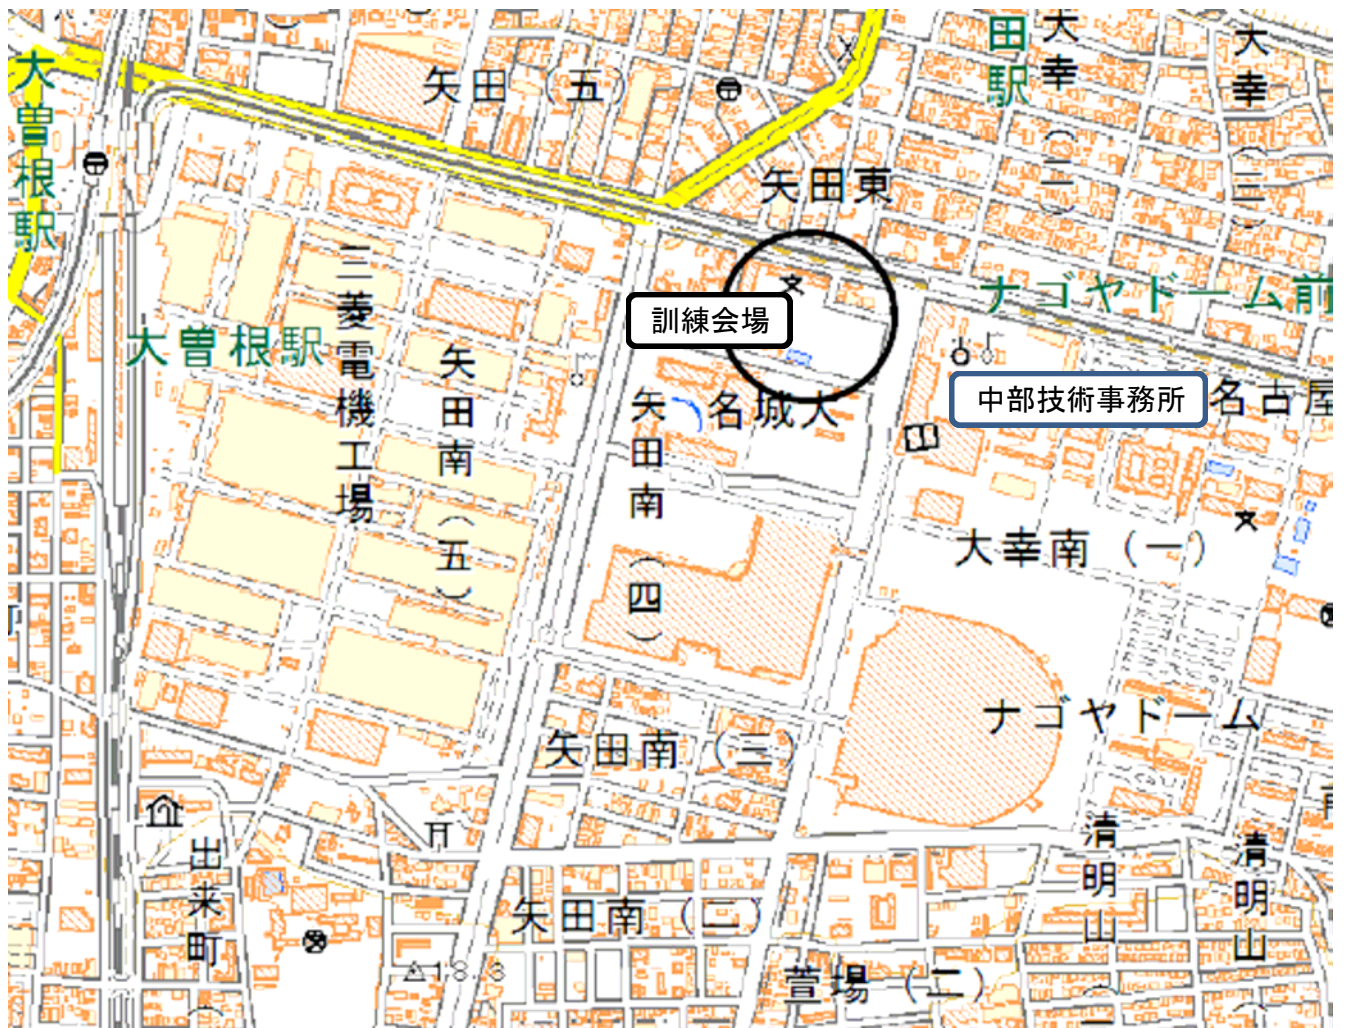 大曽根駅
矢田（五）
田駅
大幸（二）
大幸（三）
矢田東
ナゴヤドーム前
訓練会場
三菱電機工場
大曽根駅
矢田南（五）
矢田南（四）
名城大
中部技術事務所
名古屋
大幸南（一）
ナゴヤドーム
矢田南（三）
出来町
清明山
清明山
矢田南（二）
18.3
萱場（二）